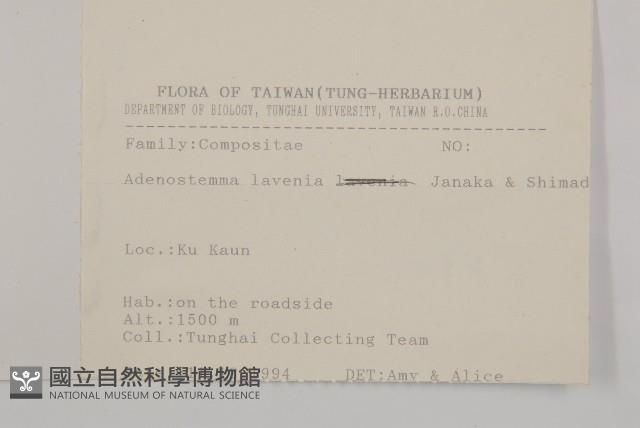 FLORA OF TAIWAN(TUNG-HERBARIUM)
DEPARTMENT OF BIOLOGY, TUNGHAI UNIVERSITY, TAIWAN R.O.CHINA
Family:Compositae NO:
Adenostemma lavenia lavenia Janaka & Shimad
Loc.:Ku Kaun
Hab.:on the roadside
Alt.:1500 m
Coll.:Tunghai Collecting Team
994 DET:Amy & Alice
國立自然科學博物館
NATIONAL MUSEUM OF NATURAL SCIENCE